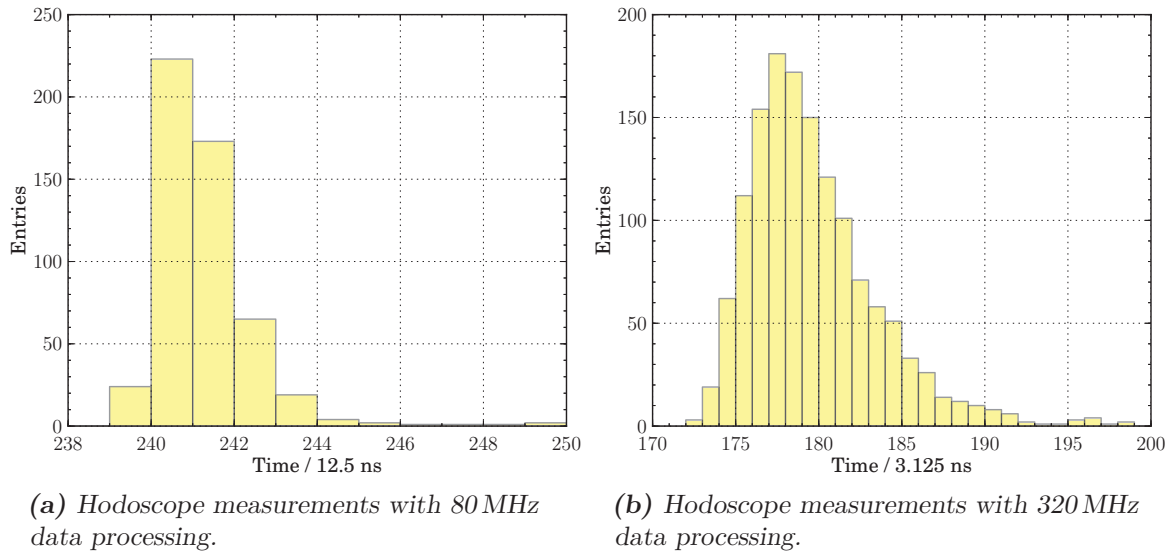 250
200
150
100
50
0
Entries
238 240 242 244 246 248 250
Time / 12.5 ns
(a) Hodoscope measurements with 80 MHz
data processing.
200
150
100
50
0
Entries
170 175 180 185 190 195 200
Time / 3.125 ns
(b) Hodoscope measurements with 320 MHz
data processing.